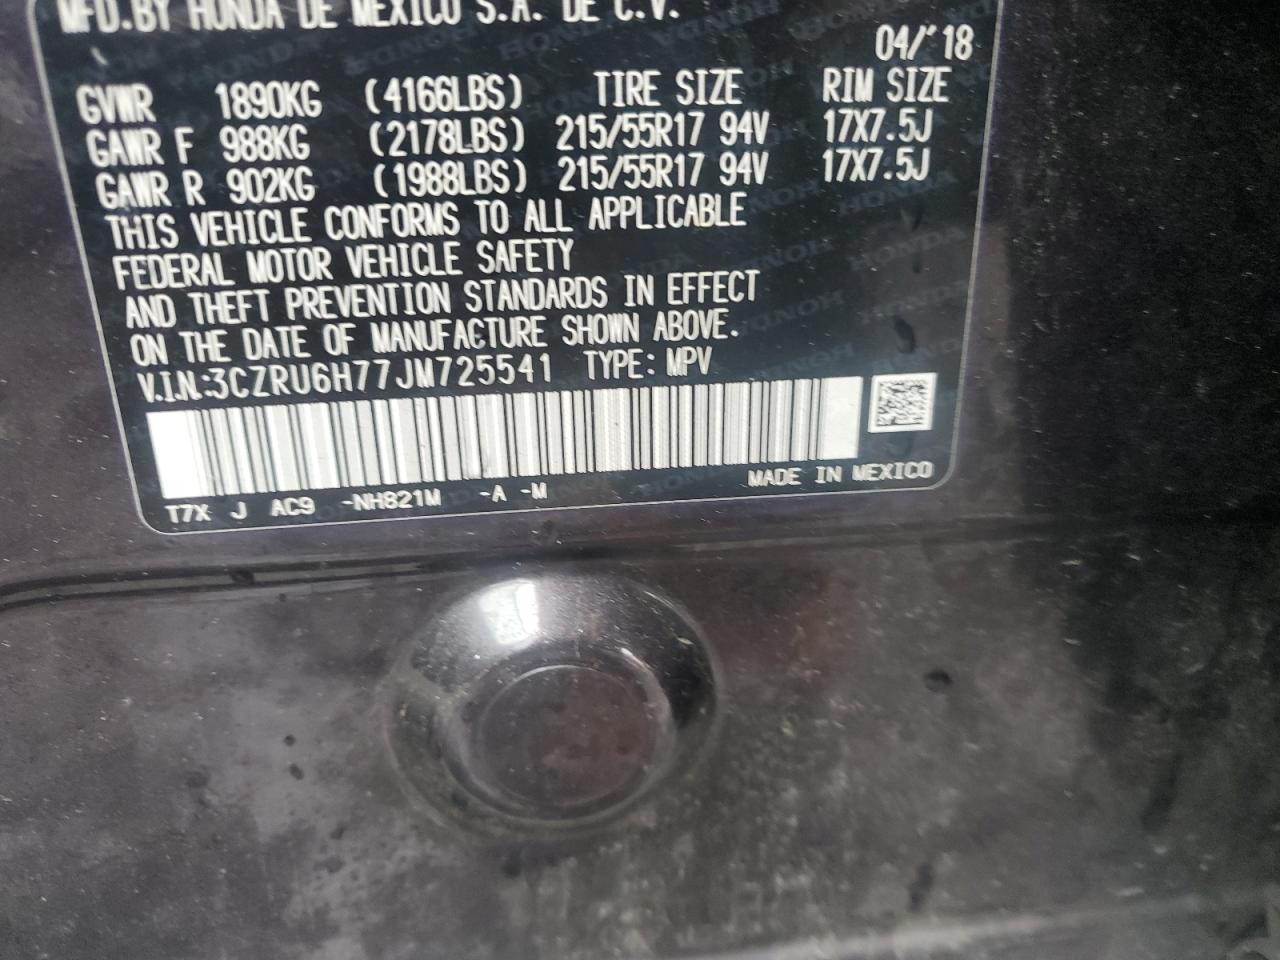 MFD.BY HONDA DE MEXICO S.A. DE C.V.
04/'18
GVWR 1890KG (4166LBS) TIRE SIZE RIM SIZE
GAWR F 988KG (2178LBS) 215/55R17 94V 17X7.5J
GAWR R 902KG (1988LBS) 215/55R17 94V 17X7.5J
THIS VEHICLE CONFORMS TO ALL APPLICABLE
FEDERAL MOTOR VEHICLE SAFETY
AND THEFT PREVENTION STANDARDS IN EFFECT
ON THE DATE OF MANUFACTURE SHOWN ABOVE.
V.I.N.:3CZRU6H77JM725541 TYPE: MPV
T7X J AC9 -NH821M -A -M MADE IN MEXICO